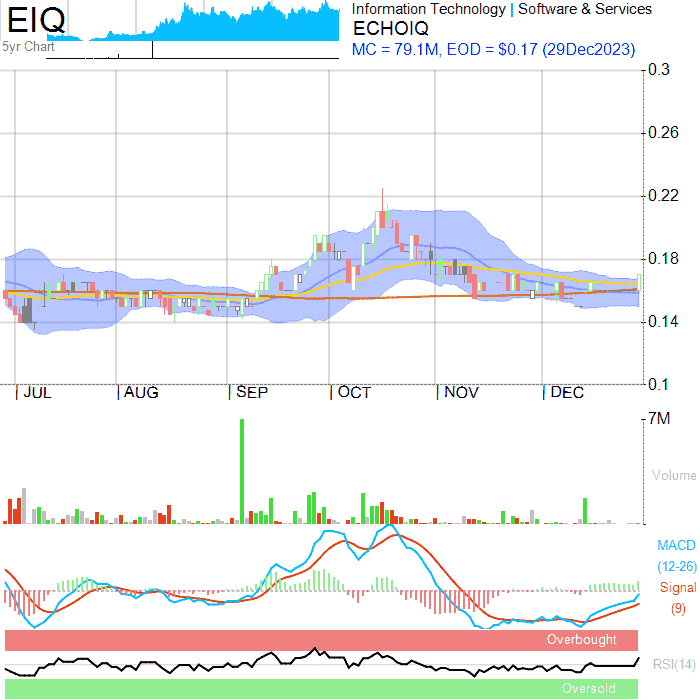 EIQ
5yr Chart
Information Technology | Software & Services
ECHOIQ
MC = 79.1M, EOD = $0.17 (29Dec2023)
0.3
0.26
0.22
0.18
0.14
0.1
JUL AUG SEP OCT NOV DEC
7M
Volume
MACD
(12-26)
Signal
(9)
Overbought
RSI(14)
Oversold